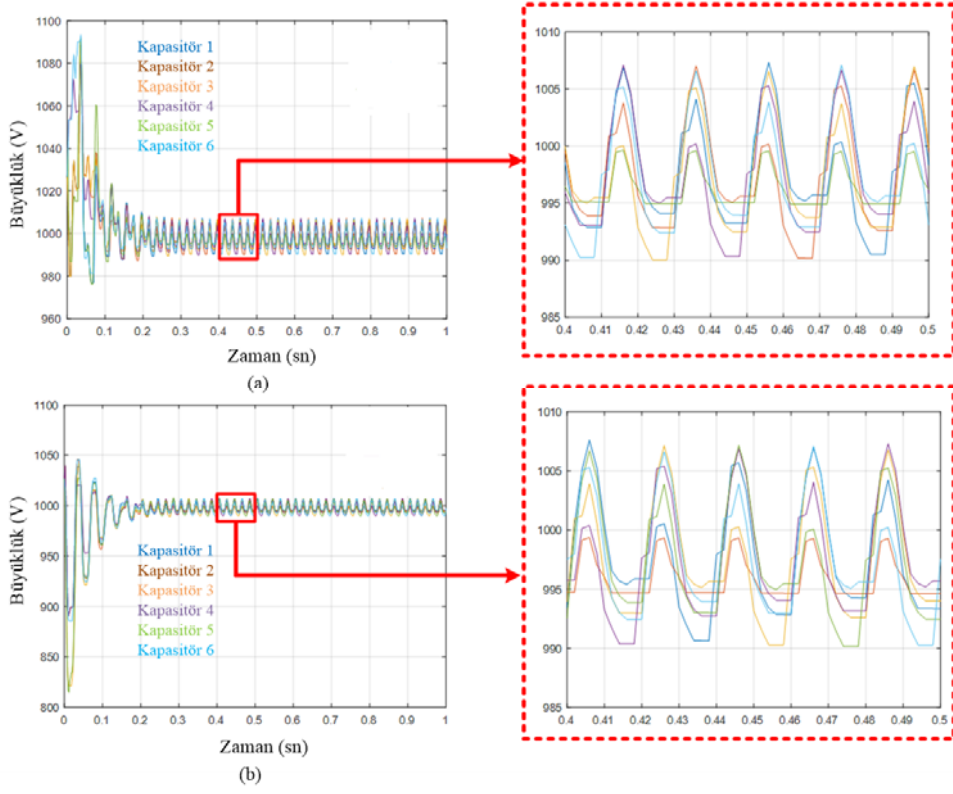 1100
1080
1060
1040
1020
1000
980
960
Büyüklük (V)
Kapasitör 1
Kapasitör 2
Kapasitör 3
Kapasitör 4
Kapasitör 5
Kapasitör 6
0 0.1 0.2 0.3 0.4 0.5 0.6 0.7 0.8 0.9 1
Zaman (sn)
(a)
1010
1005
1000
995
990
985
0.4 0.41 0.42 0.43 0.44 0.45 0.46 0.47 0.48 0.49 0.5
1100
1050
1000
950
900
850
800
Büyüklük (V)
Kapasitör 1
Kapasitör 2
Kapasitör 3
Kapasitör 4
Kapasitör 5
Kapasitör 6
0 0.1 0.2 0.3 0.4 0.5 0.6 0.7 0.8 0.9 1
Zaman (sn)
(b)
1010
1005
1000
995
990
985
0.4 0.41 0.42 0.43 0.44 0.45 0.46 0.47 0.48 0.49 0.5